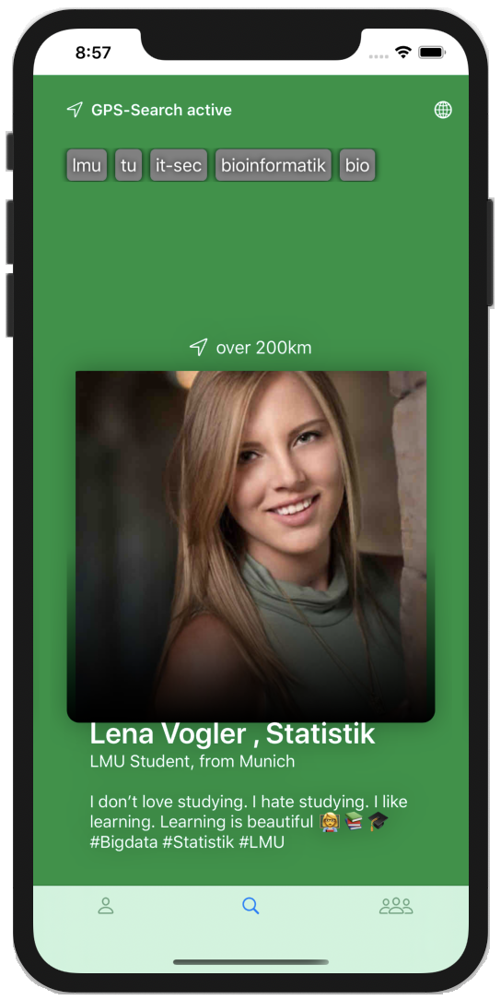 8:57
GPS-Search active
lmu tu it-sec bioinformatik bio
over 200km
Lena Vogler , Statistik
LMU Student, from Munich
I don’t love studying. I hate studying. I like
learning. Learning is beautiful 👩‍🏫 📚 🎓
#Bigdata #Statistik #LMU